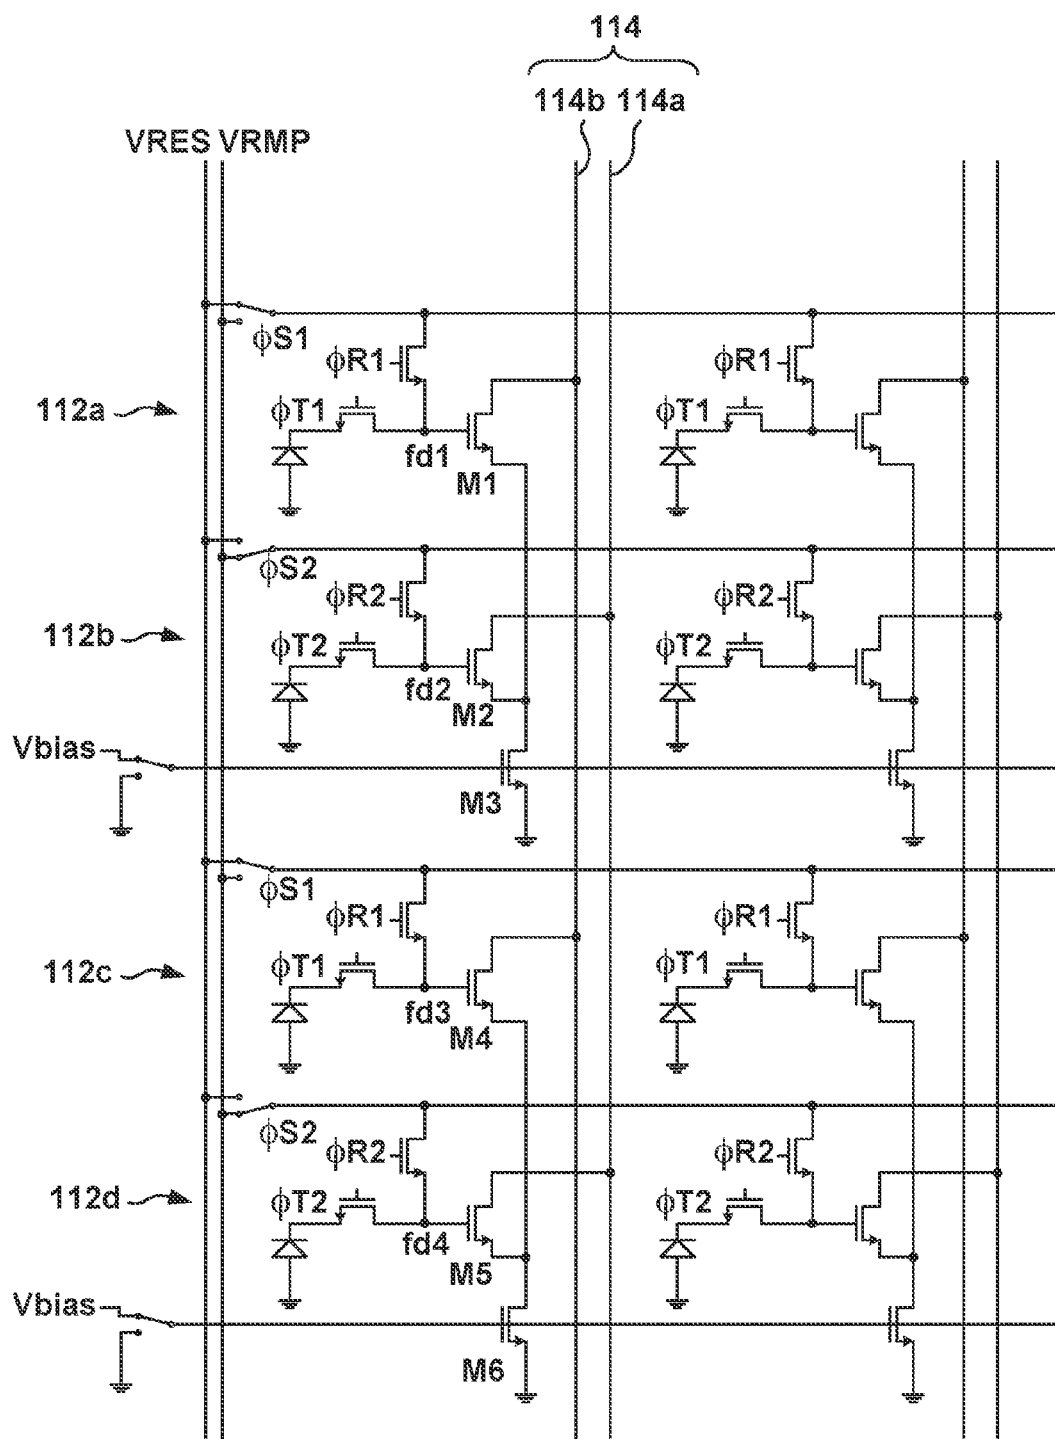 114
114b 114a
VRES VRMP
ϕS1
ϕR1 ϕR1
112a
ϕT1 ϕT1
fd1
M1
ϕS2
ϕR2 ϕR2
112b
ϕT2 ϕT2
fd2
M2
Vbias
M3
ϕS1
ϕR1 ϕR1
112c
ϕT1 ϕT1
fd3
M4
ϕS2
ϕR2 ϕR2
112d
ϕT2 ϕT2
fd4
M5
Vbias
M6